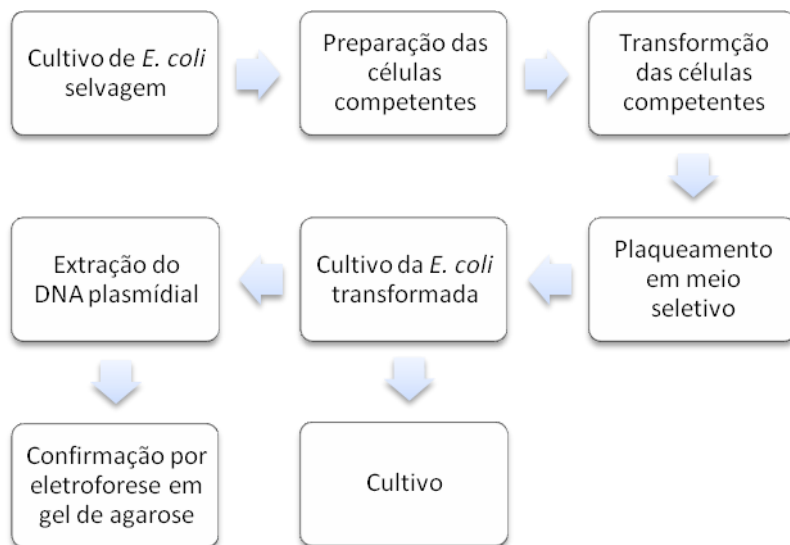 Cultivo de E. coli
selvagem
Preparação das
células
competentes
Transformção
das células
competentes
Plaqueamento
em meio
seletivo
Cultivo da E. coli
transformada
Extração do
DNA plasmídial
Confirmação por
eletroforese em
gel de agarose
Cultivo